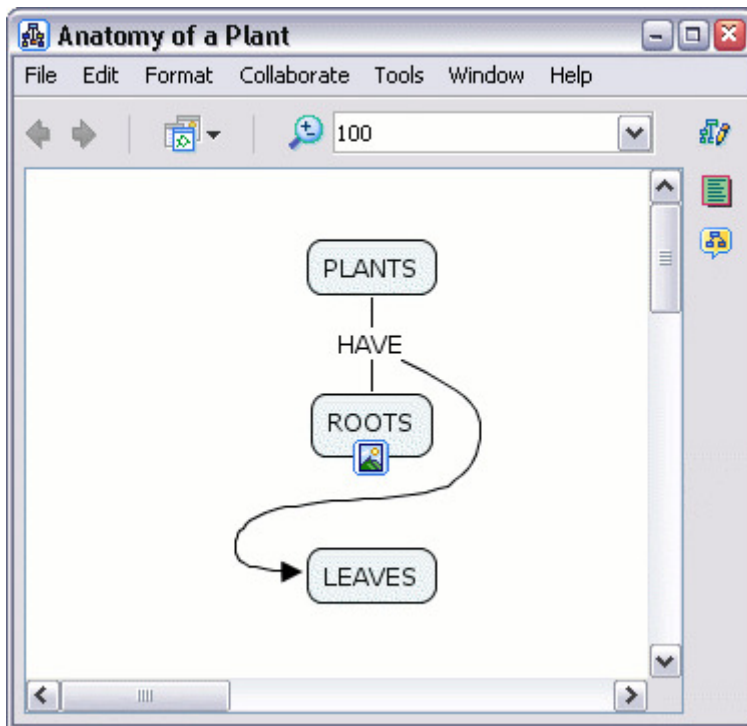 Anatomy of a Plant
File Edit Format Collaborate Tools Window Help
100
PLANTS
HAVE
ROOTS
LEAVES